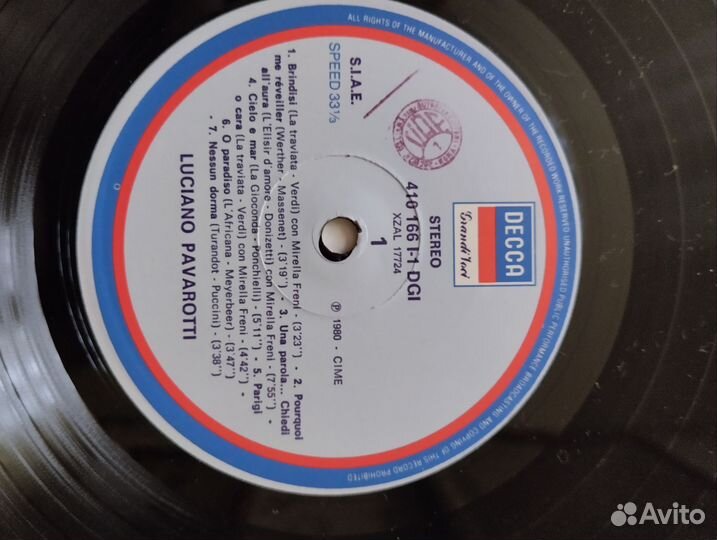 ALL RIGHTS OF THE MANUFACTURER AND OF THE OWNER OF THE RECORDED WORK RESERVED UNAUTHORISED PUBLIC PERFORMANCE BROADCASTING AND COPYING OF THIS RECORD PROHIBITED
DECCA
Grandi Voci
STEREO
410 166 I-1 DGI
XZAL 17724
1
S.I.A.E.
SPEED 33⅓
℗ 1980 - CIME
1. Brindisi (La traviata - Verdi) con Mirella Freni - (3'23") • 2. Pourquoi
me réveiller (Werther - Massenet) - (3'19") • 3. Una parola... Chiedi
all'aura (L'Elisir d'amore - Donizetti) con Mirella Freni - (7'55") •
4. Cielo e mar (La Gioconda - Ponchielli) - (5'11") • 5. Parigi
o cara (La traviata - Verdi) con Mirella Freni - (4'42") •
6. O paradiso (L'Africana - Meyerbeer) - (3'47")
• 7. Nessun dorma (Turandot - Puccini) - (3'38")
LUCIANO PAVAROTTI
Avito